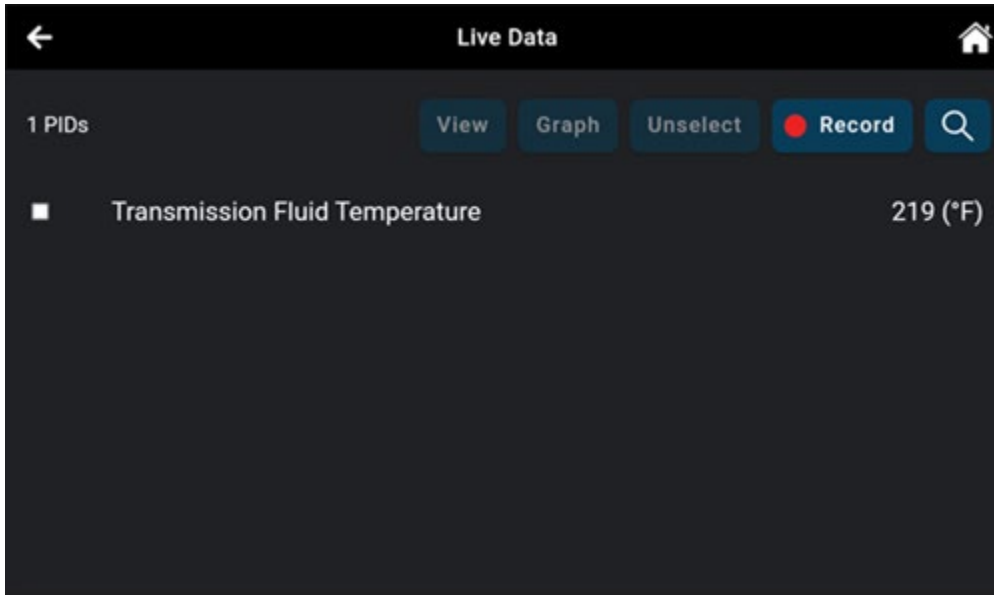 Live Data
1 PIDs View Graph Unselect Record
Transmission Fluid Temperature 219 (°F)